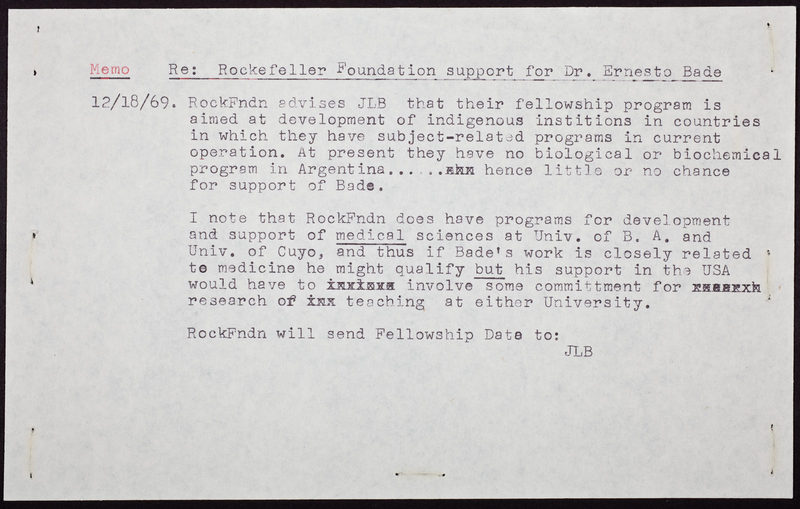 Memo Re: Rockefeller Foundation support for Dr. Ernesto Bade
12/18/69. RockFndn advises JLB that their fellowship program is
aimed at development of indigenous institions in countries
in which they have subject-related programs in current
operation. At present they have no biological or biochemical
program in Argentina...... hence little or no chance
for support of Bade.
I note that RockFndn does have programs for development
and support of medical sciences at Univ. of B. A. and
Univ. of Cuyo, and thus if Bade's work is closely related
to medicine he might qualify but his support in the USA
would have to involve some committment for
research of teaching at either University.
RockFndn will send Fellowship Data to:
JLB